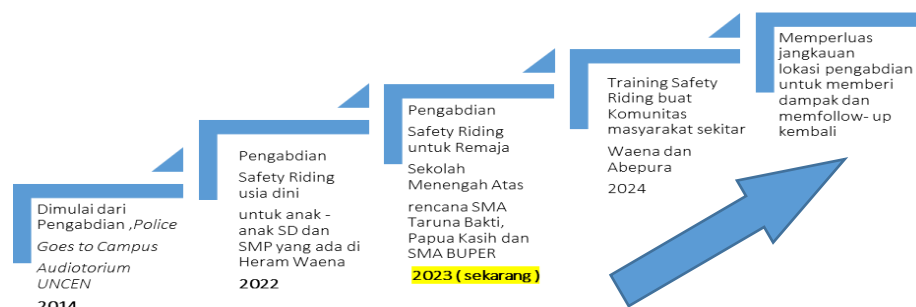 Dimulai dari
Pengabdian ,Police
Goes to Campus
Audiotorium
UNCEN
2014
Pengabdian
Safety Riding
usia dini
untuk anak -
anak SD dan
SMP yang ada di
Heram Waena
2022
Pengabdian
Safety Riding
untuk Remaja
Sekolah
Menengah Atas
rencana SMA
Taruna Bakti,
Papua Kasih dan
SMA BUPER
2023 ( sekarang )
Training Safety
Riding buat
Komunitas
masyarakat sekitar
Waena dan
Abepura
2024
Memperluas
jangkauan
lokasi pengabdian
untuk memberi
dampak dan
memfollow- up
kembali